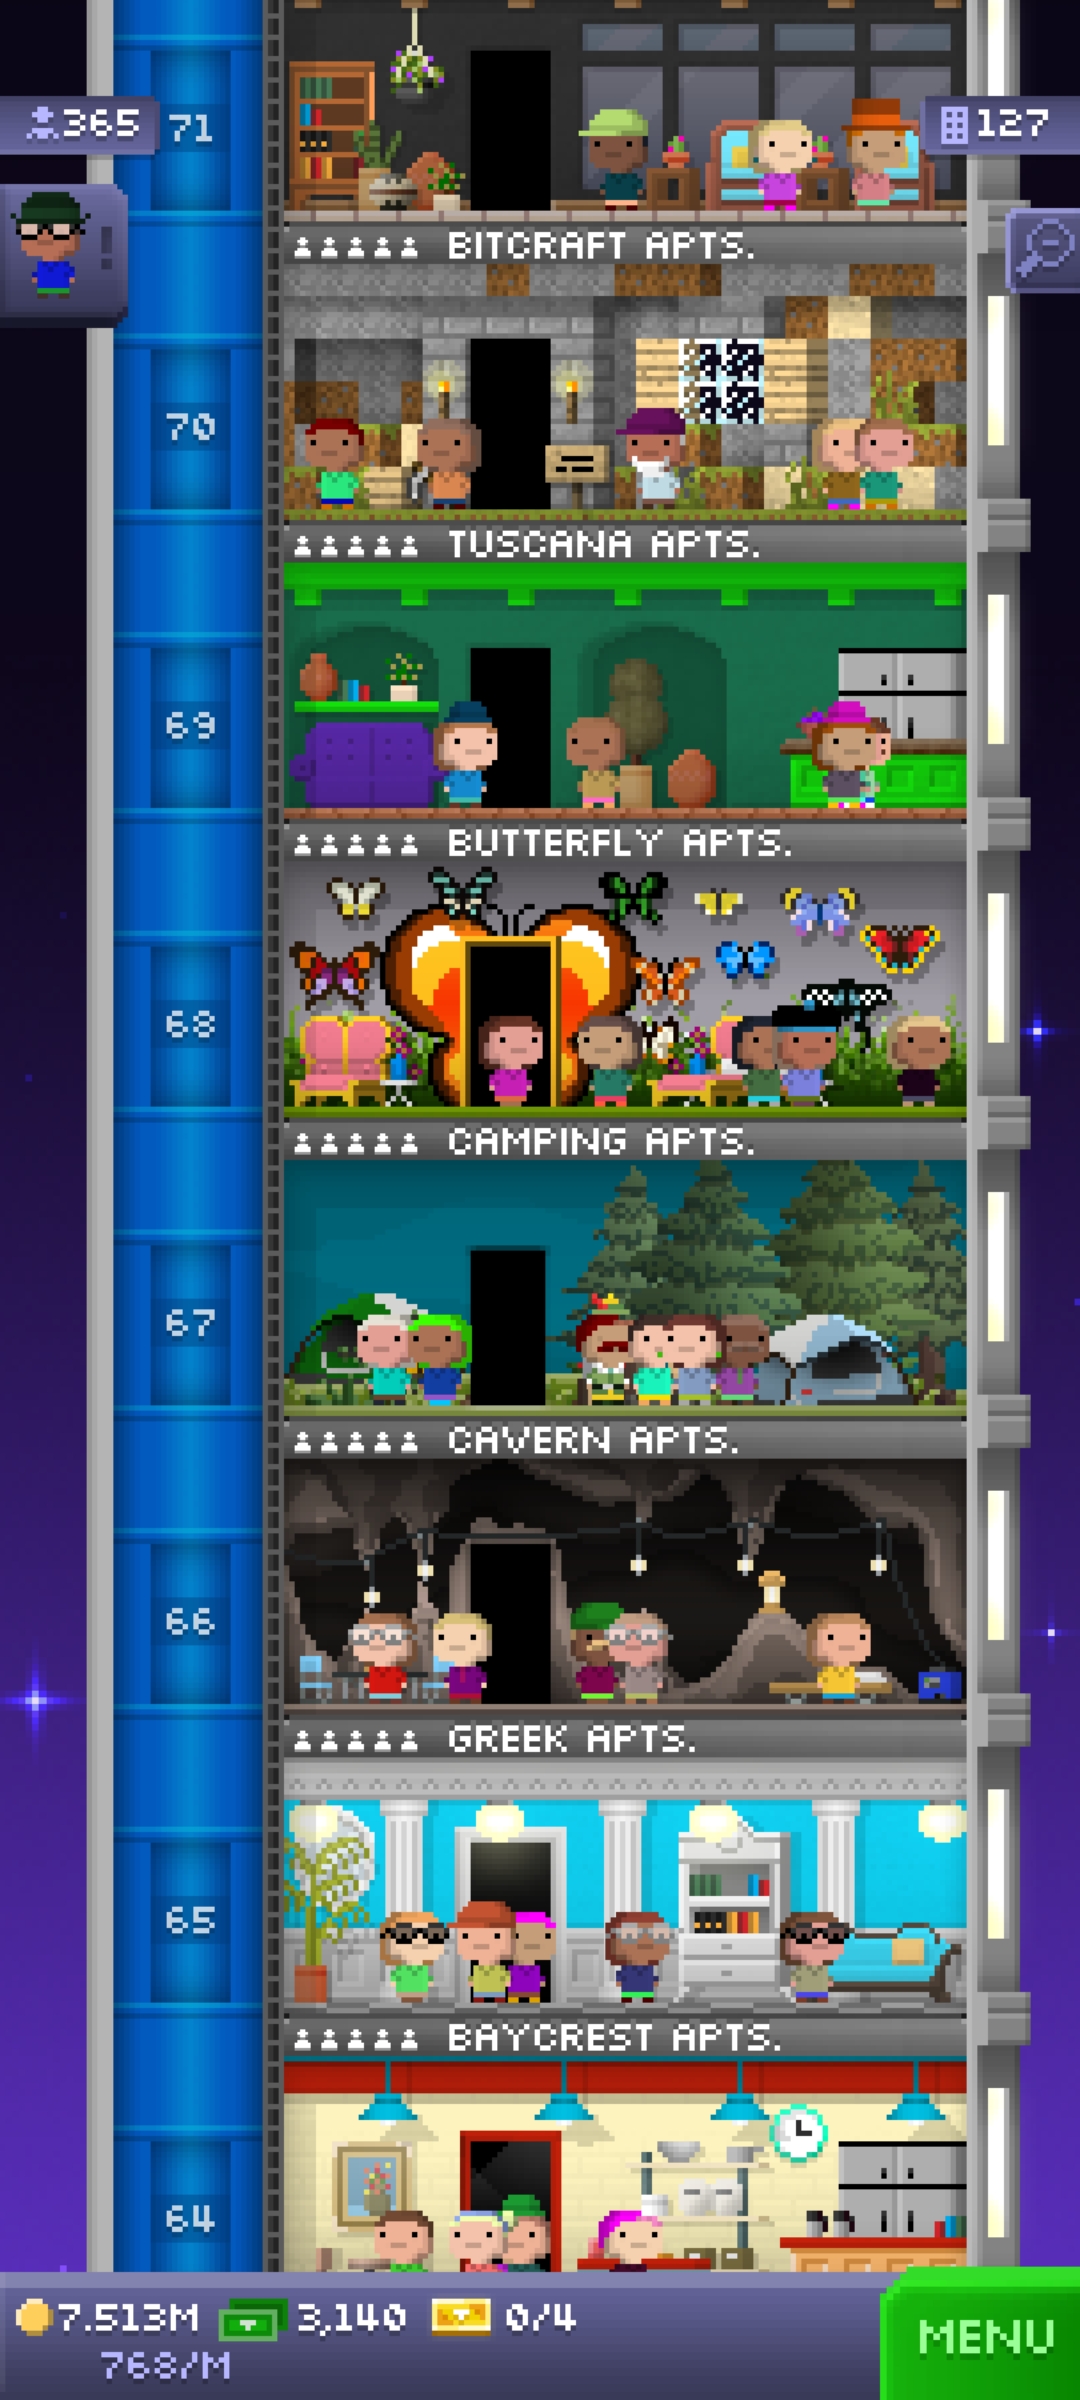 365
71
127
!
BITCRAFT APTS.
70
TUSCANA APTS.
69
BUTTERFLY APTS.
68
CAMPING APTS.
67
CAVERN APTS.
66
GREEK APTS.
65
BAYCREST APTS.
64
7.513M 3,140 0/4
768/M
MENU